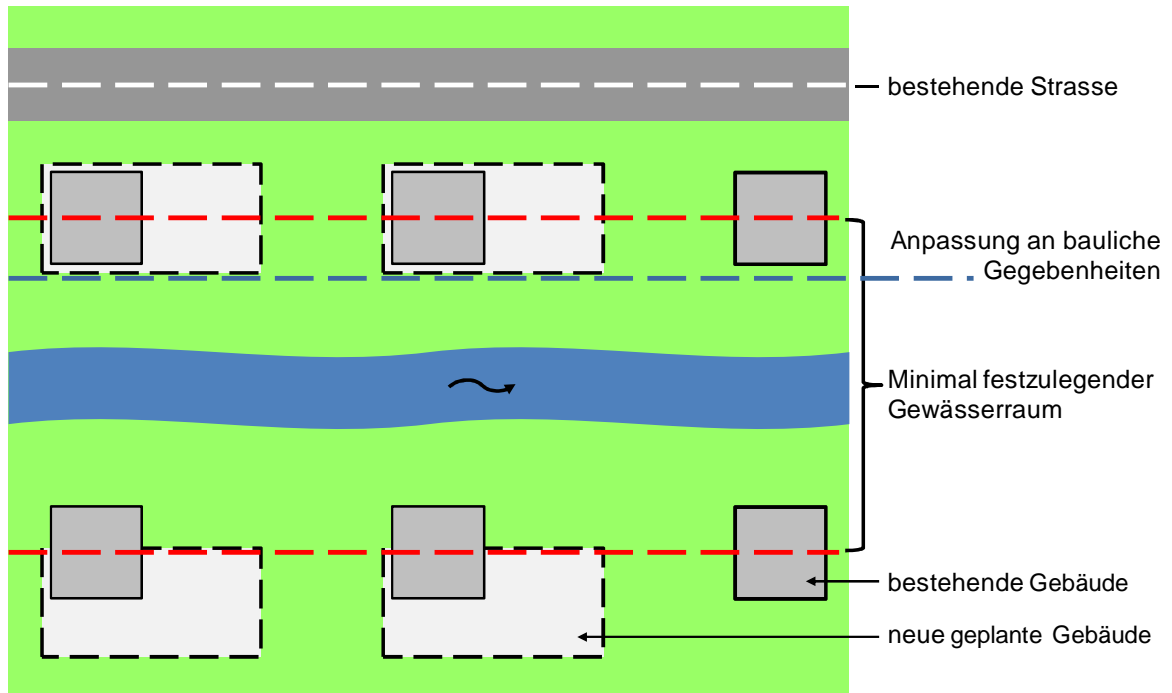 bestehende Strasse
Anpassung an bauliche
Gegebenheiten
Minimal festzulegender
Gewässerraum
bestehende Gebäude
neue geplante Gebäude